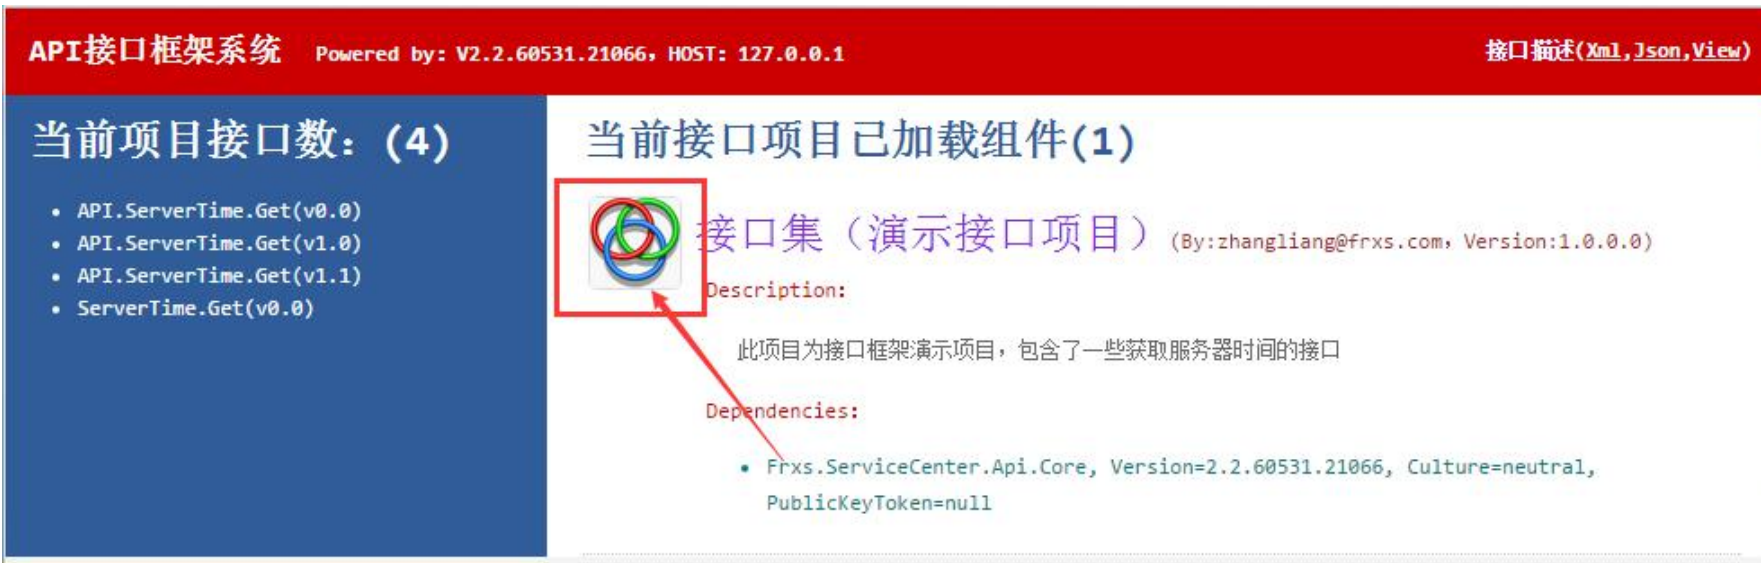 API接口框架系统 Powered by: V2.2.60531.21066，HOST: 127.0.0.1
接口描述(Xml,Json,View)
当前项目接口数：(4)
• API.ServerTime.Get(v0.0)
• API.ServerTime.Get(v1.0)
• API.ServerTime.Get(v1.1)
• ServerTime.Get(v0.0)
当前接口项目已加载组件(1)
接口集（演示接口项目）(By:zhangliang@frxs.com，Version:1.0.0.0)
Description:
此项目为接口框架演示项目，包含了一些获取服务器时间的接口
Dependencies:
• Frxs.ServiceCenter.Api.Core, Version=2.2.60531.21066, Culture=neutral,
PublicKeyToken=null